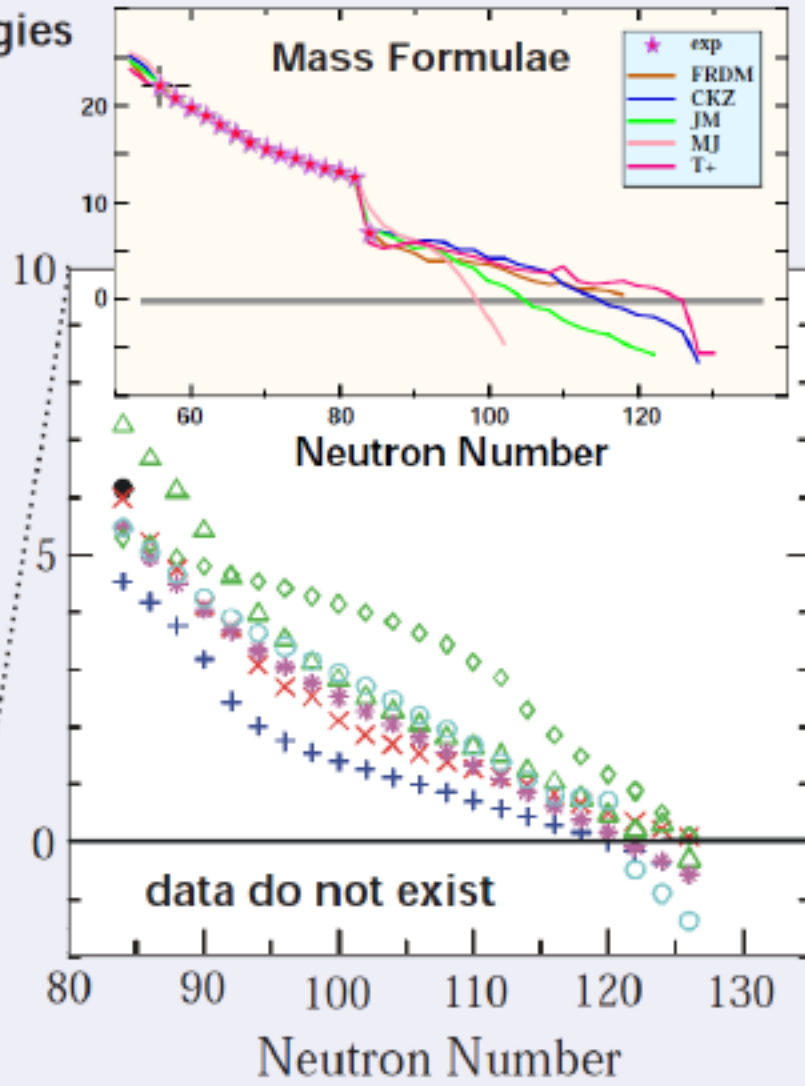 gies
Mass Formulae
exp
FRDM
CKZ
JM
MJ
T+
20
10
0
60 80 100 120
Neutron Number
10
5
0
data do not exist
80 90 100 110 120 130
Neutron Number